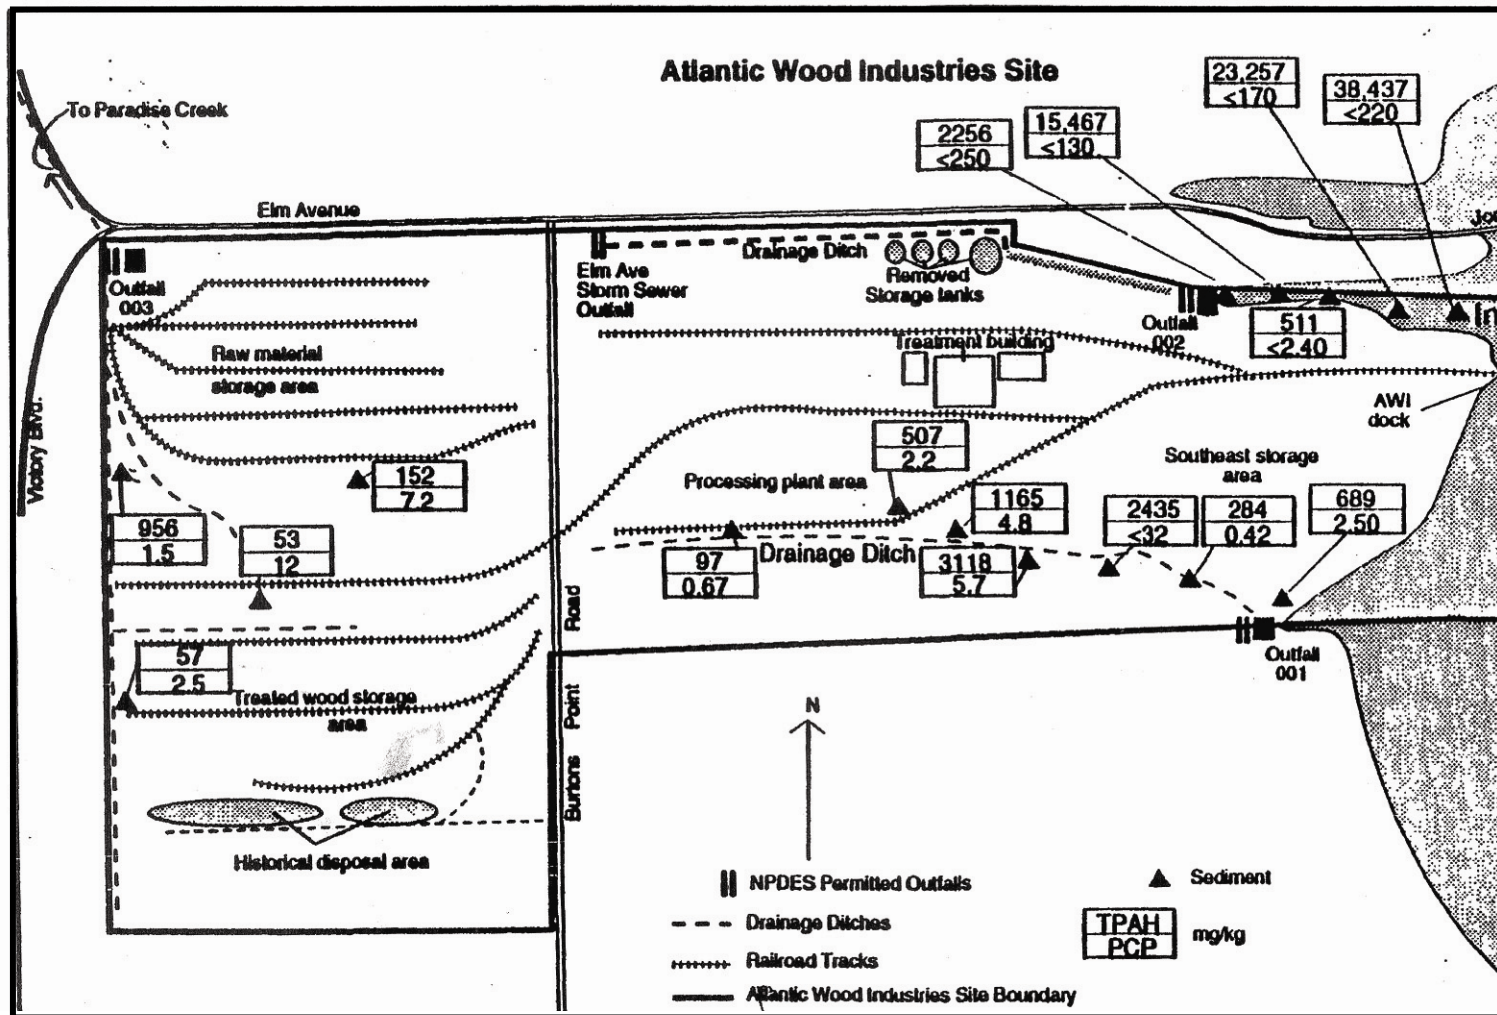 Atlantic Wood Industries Site
23,257
<170
38,437
<220
2256
<250
15,467
<130
To Paradise Creek
Elm Avenue
Outfall
003
Elm Ave
Storm Sewer
Outfall
Drainage Ditch
Removed
Storage tanks
Outfall
002
511
<2.40
Raw material
storage area
Treatment building
AWI
dock
Victory Blvd.
152
7.2
507
2.2
Processing plant area
Southeast storage
area
956
1.5
53
12
1165
4.8
2435
<32
284
0.42
689
2.50
97
0.67
Drainage Ditch
3118
5.7
57
2.5
Treated wood storage
area
Outfall
001
Burtons Point Road
N
Historical disposal area
NPDES Permitted Outfalls
Drainage Ditches
Railroad Tracks
Atlantic Wood Industries Site Boundary
Sediment
TPAH
PCP
mg/kg